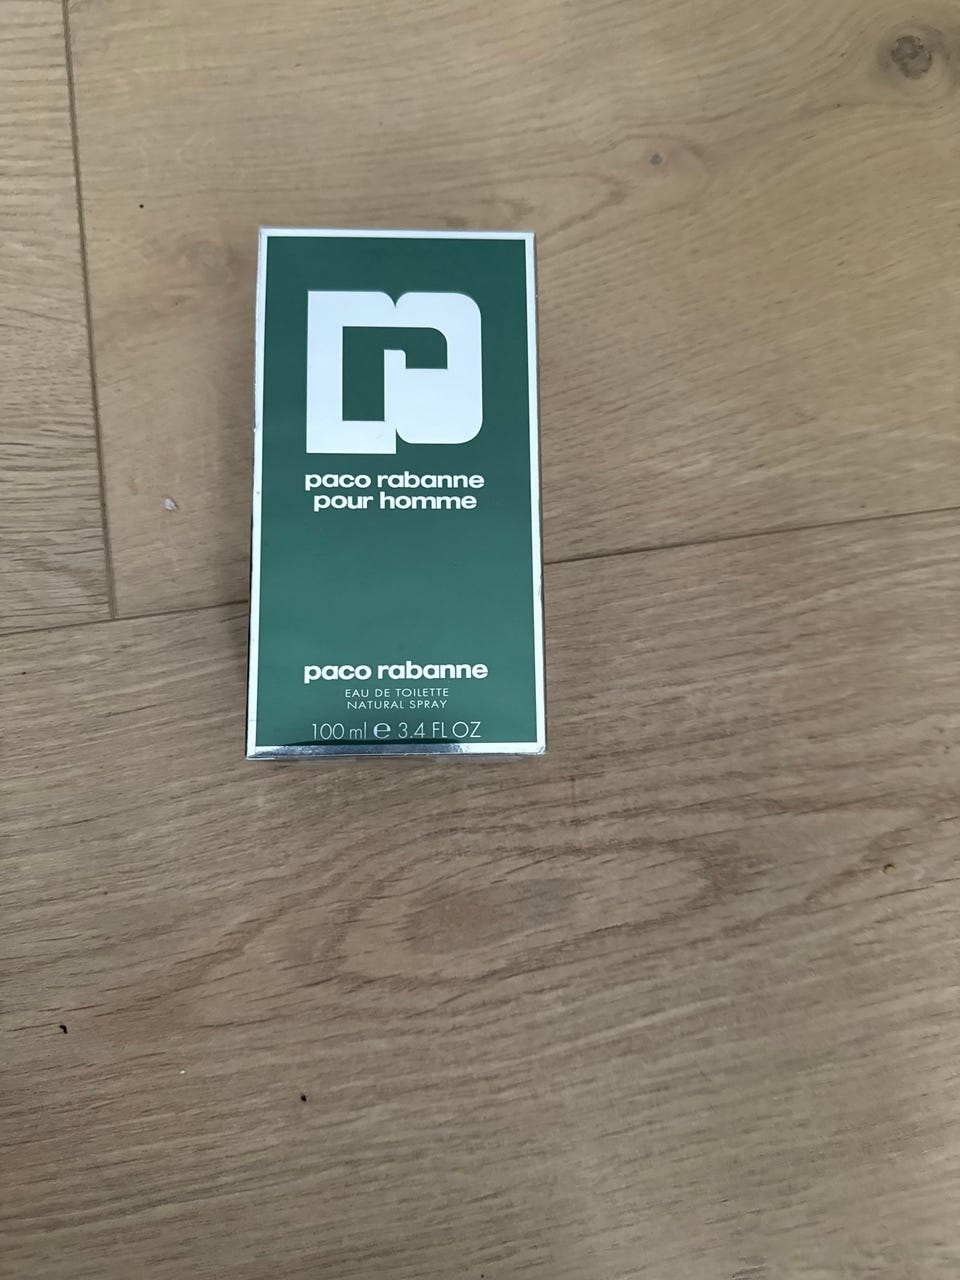 paco rabanne
pour homme
paco rabanne
EAU DE TOILETTE
NATURAL SPRAY
100 ml ℮ 3.4 FL OZ